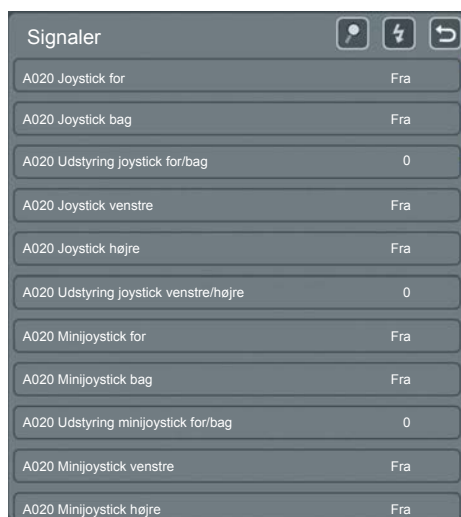 Signaler
A020 Joystick for Fra
A020 Joystick bag Fra
A020 Udstyring joystick for/bag 0
A020 Joystick venstre Fra
A020 Joystick højre Fra
A020 Udstyring joystick venstre/højre 0
A020 Minijoystick for Fra
A020 Minijoystick bag Fra
A020 Udstyring minijoystick for/bag 0
A020 Minijoystick venstre Fra
A020 Minijoystick højre Fra